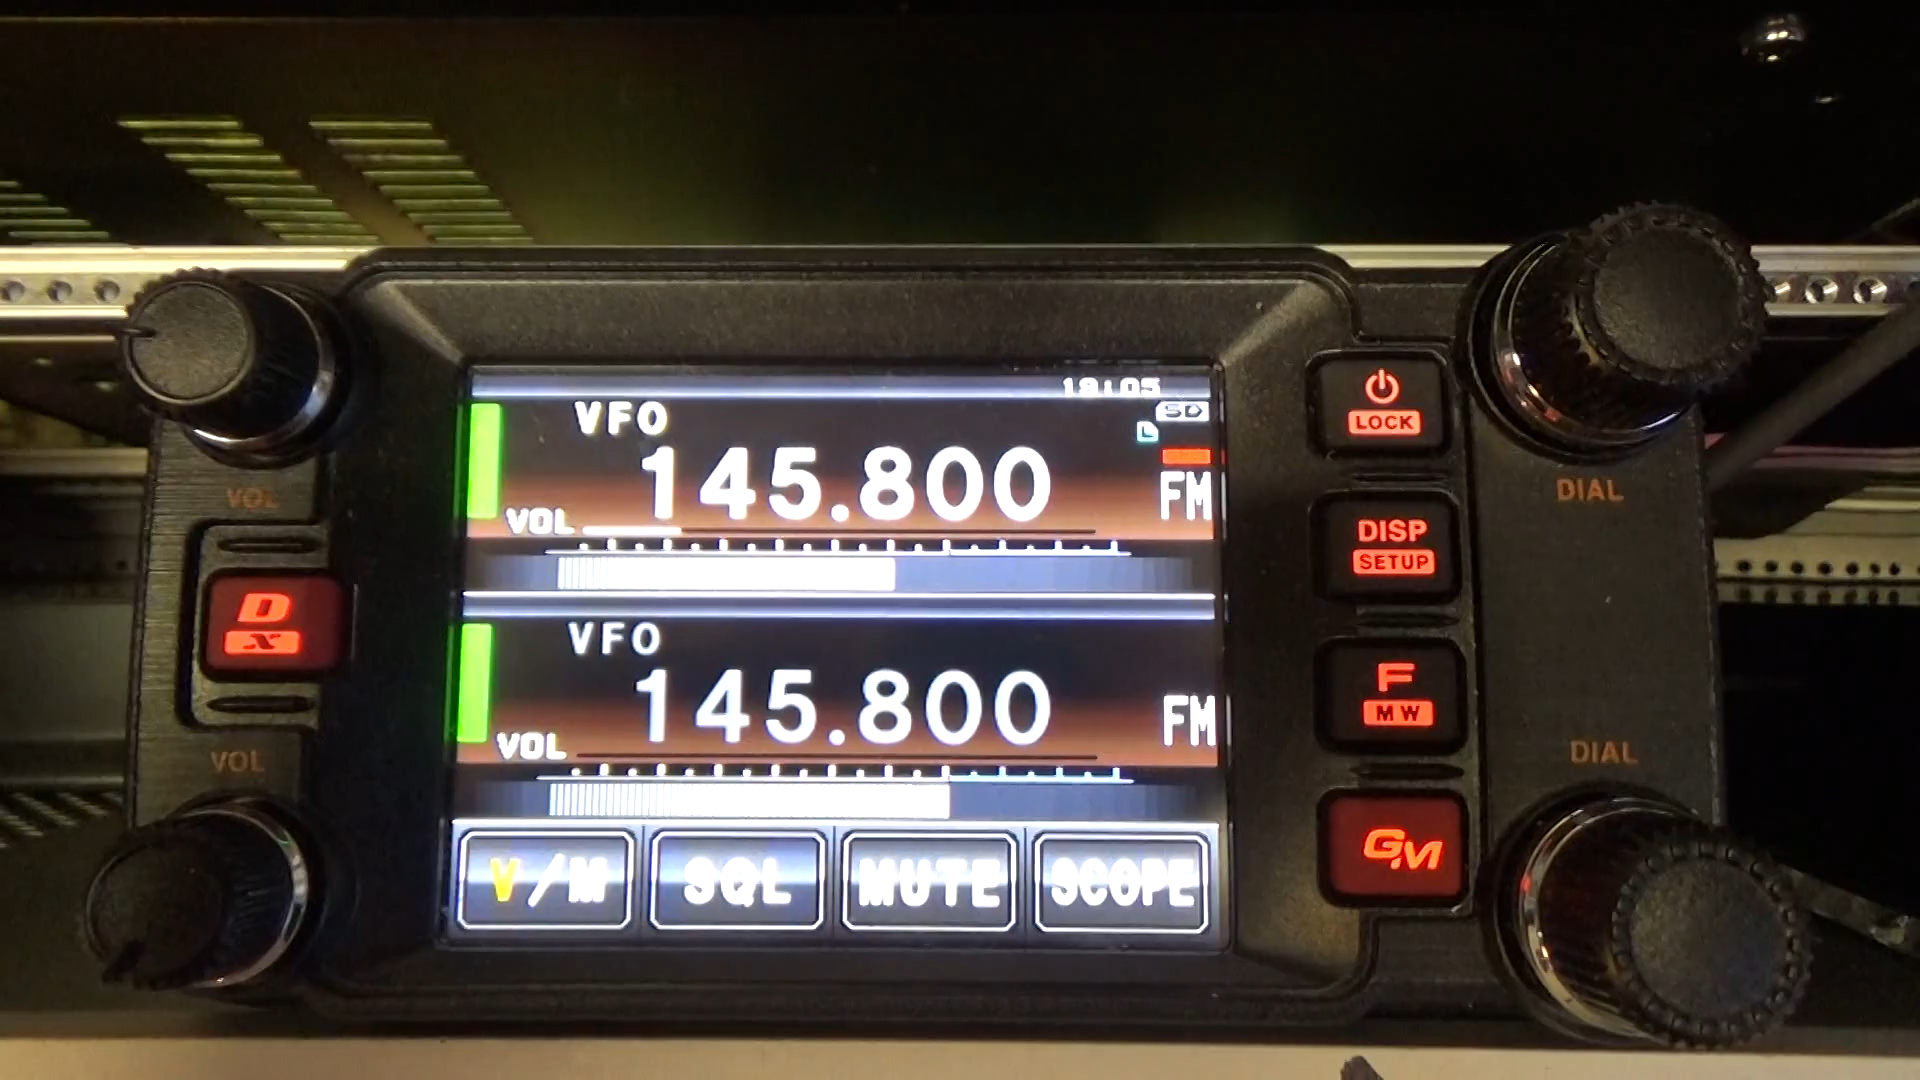 19:05
SD
VFO
L
145.800
FM
VOL
VFO
145.800
FM
VOL
V/M
SQL
MUTE
SCOPE
VOL
D
X
VOL
LOCK
DISP
SETUP
F
MW
GM
DIAL
DIAL